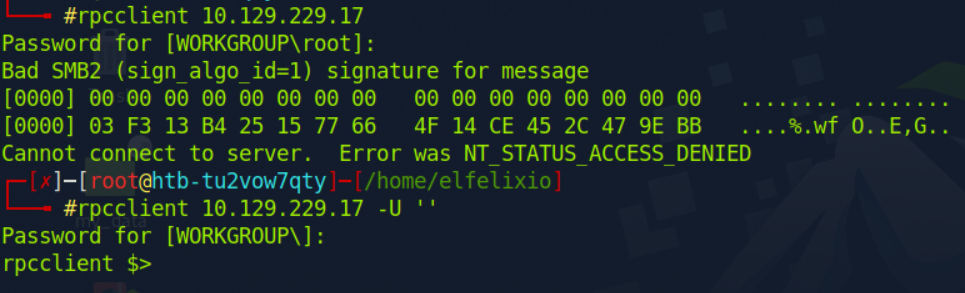 #rpcclient 10.129.229.17
Password for [WORKGROUP\root]:
Bad SMB2 (sign_algo_id=1) signature for message
[0000] 00 00 00 00 00 00 00 00   00 00 00 00 00 00 00 00   ........ ........
[0000] 03 F3 13 B4 25 15 77 66   4F 14 CE 45 2C 47 9E BB   ....%.wf O..E,G..
Cannot connect to server.  Error was NT_STATUS_ACCESS_DENIED
┌─[✗]─[root@htb-tu2vow7qty]─[/home/elfelixio]
└──╼ #rpcclient 10.129.229.17 -U ''
Password for [WORKGROUP\]:
rpcclient $>